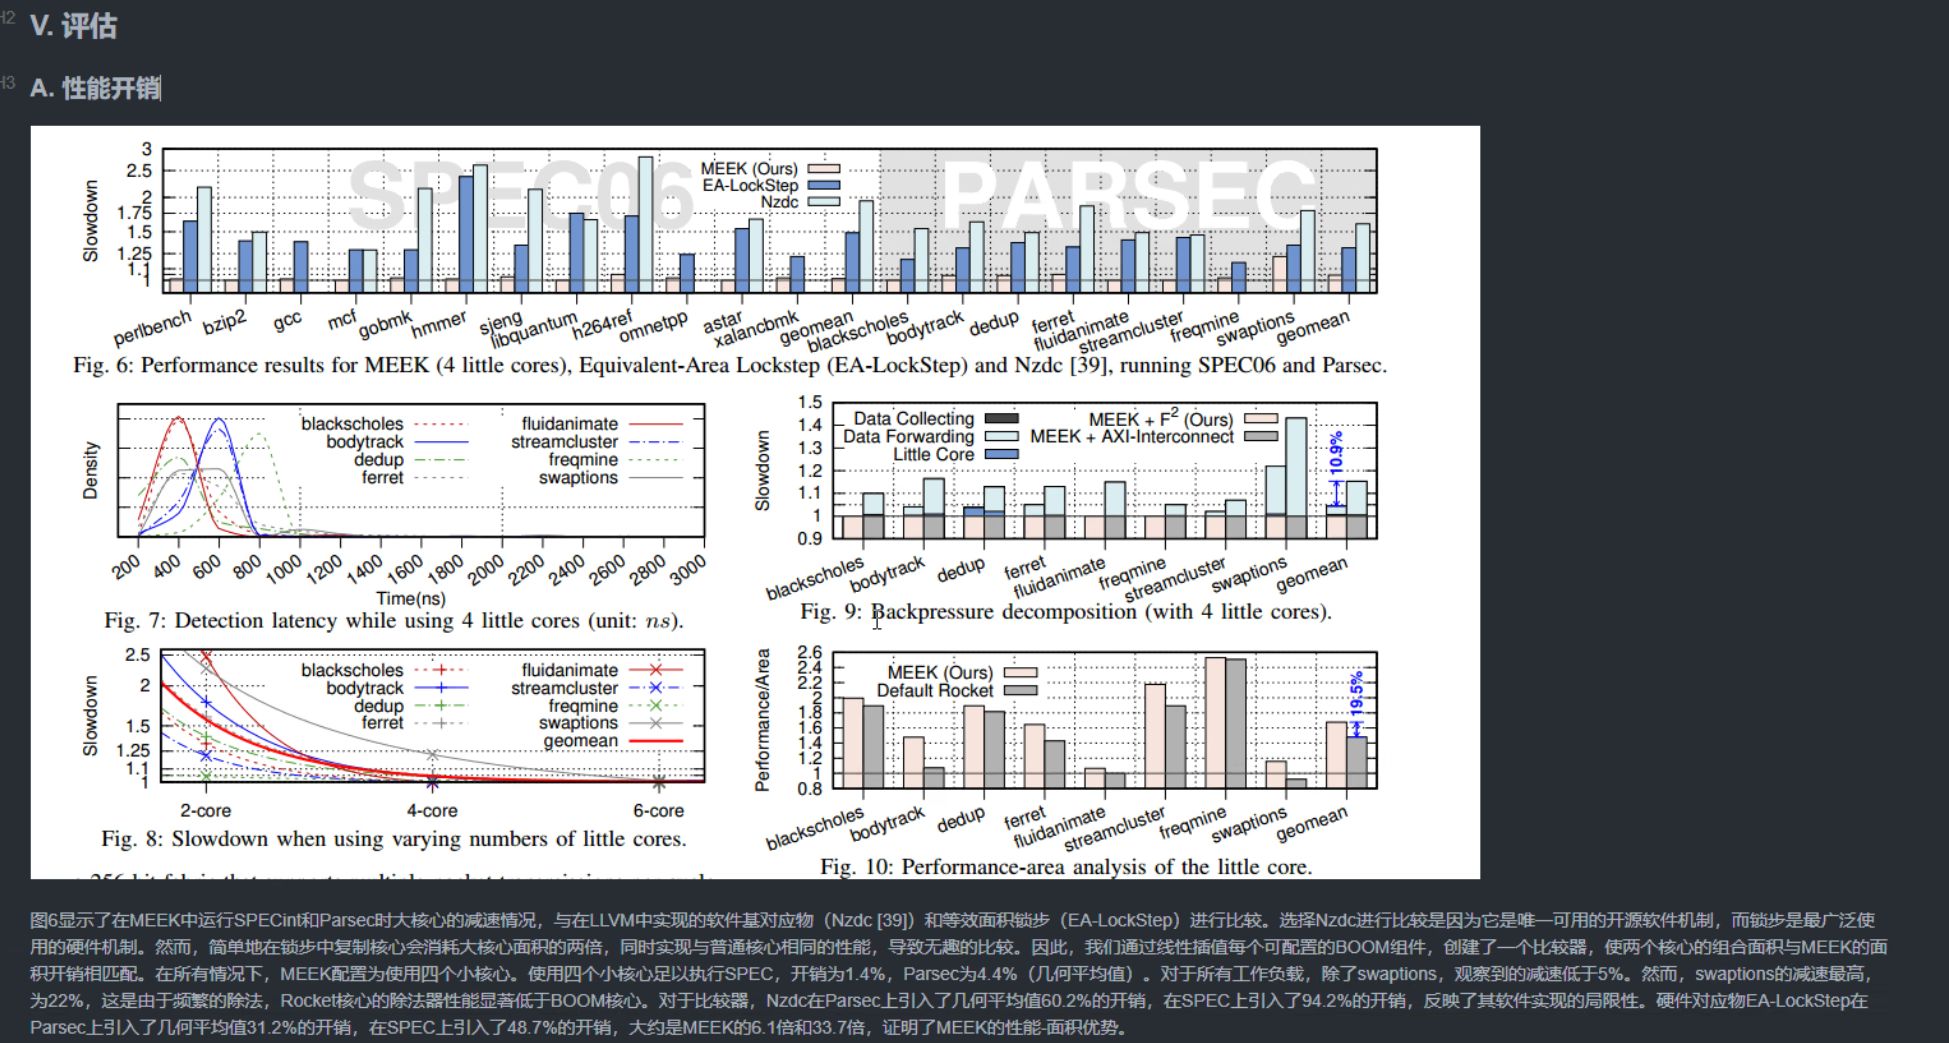 H2
V. 评估
H3
A. 性能开销
SPEC06
PARSEC
MEEK (Ours)
EA-LockStep
Nzdc
Slowdown
3
2.5
2
1.75
1.5
1.25
1.1
1
perlbench
bzip2
gcc
mcf
gobmk
hmmer
sjeng
libquantum
h264ref
omnetpp
astar
xalancbmk
geomean
blackscholes
bodytrack
dedup
ferret
fluidanimate
streamcluster
freqmine
swaptions
geomean
Fig. 6: Performance results for MEEK (4 little cores), Equivalent-Area Lockstep (EA-LockStep) and Nzdc [39], running SPEC06 and Parsec.
Density
blackscholes
bodytrack
dedup
ferret
fluidanimate
streamcluster
freqmine
swaptions
200 400 600 800 1000 1200 1400 1600 1800 2000 2200 2400 2600 2800 3000
Time(ns)
Fig. 7: Detection latency while using 4 little cores (unit: ns).
Slowdown
1.5
1.4
1.3
1.2
1.1
1
0.9
Data Collecting
Data Forwarding
Little Core
MEEK + F2 (Ours)
MEEK + AXI-Interconnect
10.9%
blackscholes
bodytrack
dedup
ferret
fluidanimate
freqmine
streamcluster
swaptions
geomean
Fig. 9: Backpressure decomposition (with 4 little cores).
Slowdown
2.5
2
1.5
1.25
1.1
1
blackscholes
bodytrack
dedup
ferret
fluidanimate
streamcluster
freqmine
swaptions
geomean
2-core
4-core
6-core
Fig. 8: Slowdown when using varying numbers of little cores.
Performance/Area
2.6
2.4
2.2
2
1.8
1.6
1.4
1.2
1
0.8
MEEK (Ours)
Default Rocket
19.5%
blackscholes
bodytrack
dedup
ferret
fluidanimate
streamcluster
freqmine
swaptions
geomean
Fig. 10: Performance-area analysis of the little core.
图6显示了在MEEK中运行SPECint和Parsec时大核心的减速情况，与在LLVM中实现的软件基对应物（Nzdc [39]）和等效面积锁步（EA-LockStep）进行比较。选择Nzdc进行比较是因为它是唯一可用的开源软件机制，而锁步是最广泛使
用的硬件机制。然而，简单地在锁步中复制核心会消耗大核心面积的两倍，同时实现与普通核心相同的性能，导致无趣的比较。因此，我们通过线性插值每个可配置的BOOM组件，创建了一个比较器，使两个核心的组合面积与MEEK的面
积开销相匹配。在所有情况下，MEEK配置为使用四个小核心。使用四个小核心足以执行SPEC，开销为1.4%，Parsec为4.4%（几何平均值）。对于所有工作负载，除了swaptions，观察到的减速低于5%。然而，swaptions的减速最高，
为22%，这是由于频繁的除法，Rocket核心的除法器性能显著低于BOOM核心。对于比较器，Nzdc在Parsec上引入了几何平均值60.2%的开销，在SPEC上引入了94.2%的开销，反映了其软件实现的局限性。硬件对应物EA-LockStep在
Parsec上引入了几何平均值31.2%的开销，在SPEC上引入了48.7%的开销，大约是MEEK的6.1倍和33.7倍，证明了MEEK的性能-面积优势。